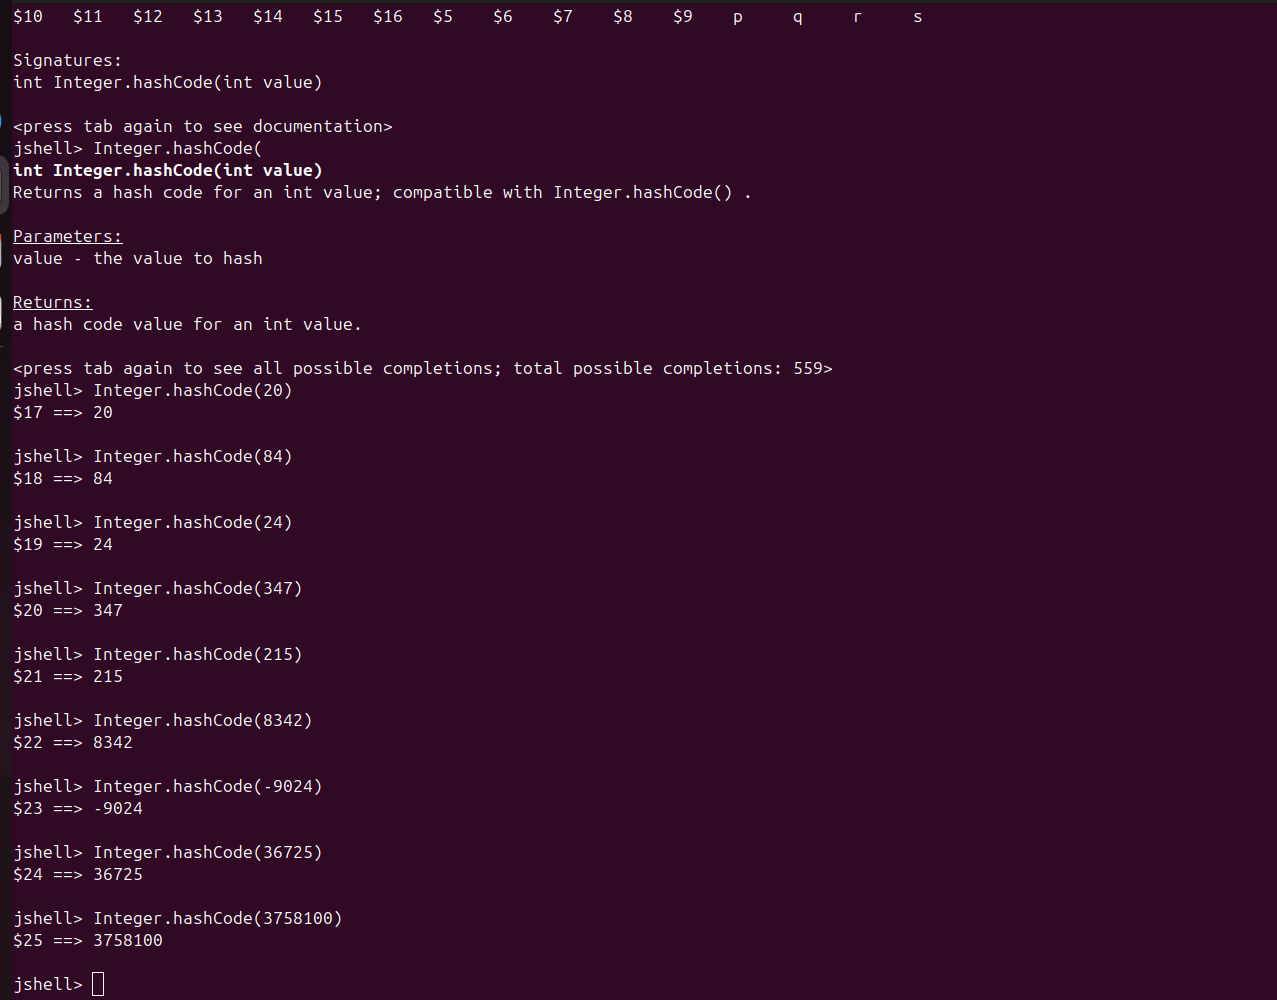 $10 $11 $12 $13 $14 $15 $16 $5 $6 $7 $8 $9 p q r s
Signatures:
int Integer.hashCode(int value)
<press tab again to see documentation>
jshell> Integer.hashCode(
int Integer.hashCode(int value)
Returns a hash code for an int value; compatible with Integer.hashCode() .
Parameters:
value - the value to hash
Returns:
a hash code value for an int value.
<press tab again to see all possible completions; total possible completions: 559>
jshell> Integer.hashCode(20)
$17 ==> 20
jshell> Integer.hashCode(84)
$18 ==> 84
jshell> Integer.hashCode(24)
$19 ==> 24
jshell> Integer.hashCode(347)
$20 ==> 347
jshell> Integer.hashCode(215)
$21 ==> 215
jshell> Integer.hashCode(8342)
$22 ==> 8342
jshell> Integer.hashCode(-9024)
$23 ==> -9024
jshell> Integer.hashCode(36725)
$24 ==> 36725
jshell> Integer.hashCode(3758100)
$25 ==> 3758100
jshell>